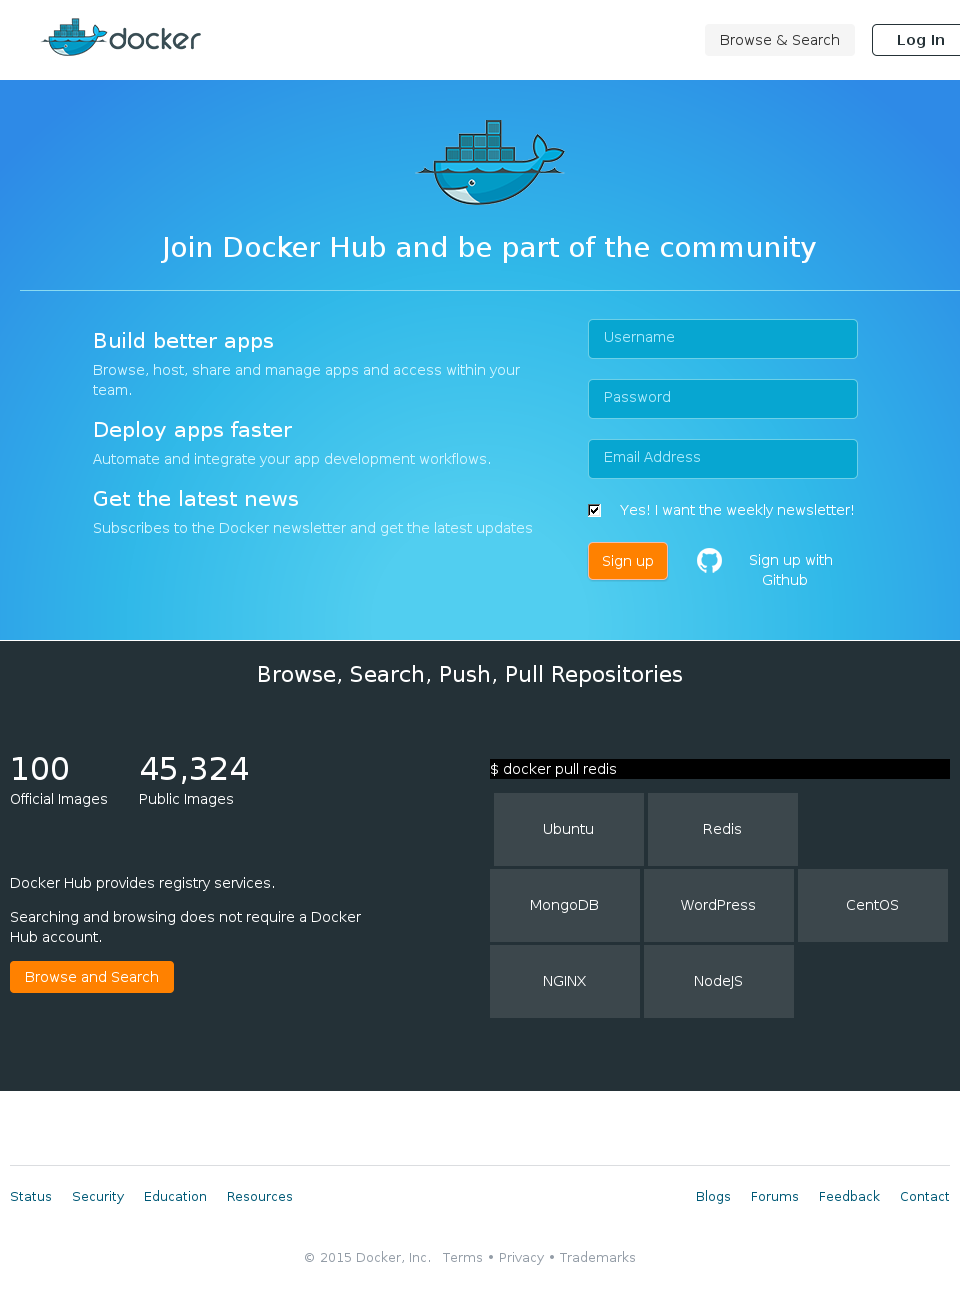 docker
Browse & Search
Log In
Join Docker Hub and be part of the community
Build better apps
Browse, host, share and manage apps and access within your
team.
Deploy apps faster
Automate and integrate your app development workflows.
Get the latest news
Subscribes to the Docker newsletter and get the latest updates
Username
Password
Email Address
Yes! I want the weekly newsletter!
Sign up
Sign up with
Github
Browse, Search, Push, Pull Repositories
100
Official Images
45,324
Public Images
Docker Hub provides registry services.
Searching and browsing does not require a Docker
Hub account.
Browse and Search
$ docker pull redis
Ubuntu
Redis
MongoDB
WordPress
CentOS
NGINX
NodeJS
Status
Security
Education
Resources
Blogs
Forums
Feedback
Contact
© 2015 Docker, Inc. Terms • Privacy • Trademarks